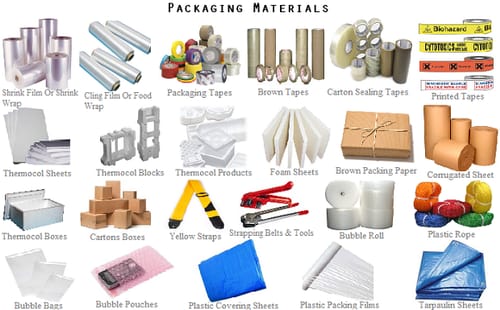 Packaging Materials
Shrink Film Or Shrink
Wrap
Cling Film Or Food
Wrap
Packaging Tapes
Brown Tapes
Carton Sealing Tapes
Biohazard
CYTOTOXIC
Printed Tapes
Thermocol Sheets
Thermocol Blocks
Thermocol Products
Foam Sheets
Brown Packing Paper
Corrugated Sheet
Thermocol Boxes
Cartons Boxes
Yellow Straps
Strapping Belts & Tools
Bubble Roll
Plastic Rope
Bubble Bags
Bubble Pouches
Plastic Covering Sheets
Plastic Packing Films
Tarpaulin Sheets